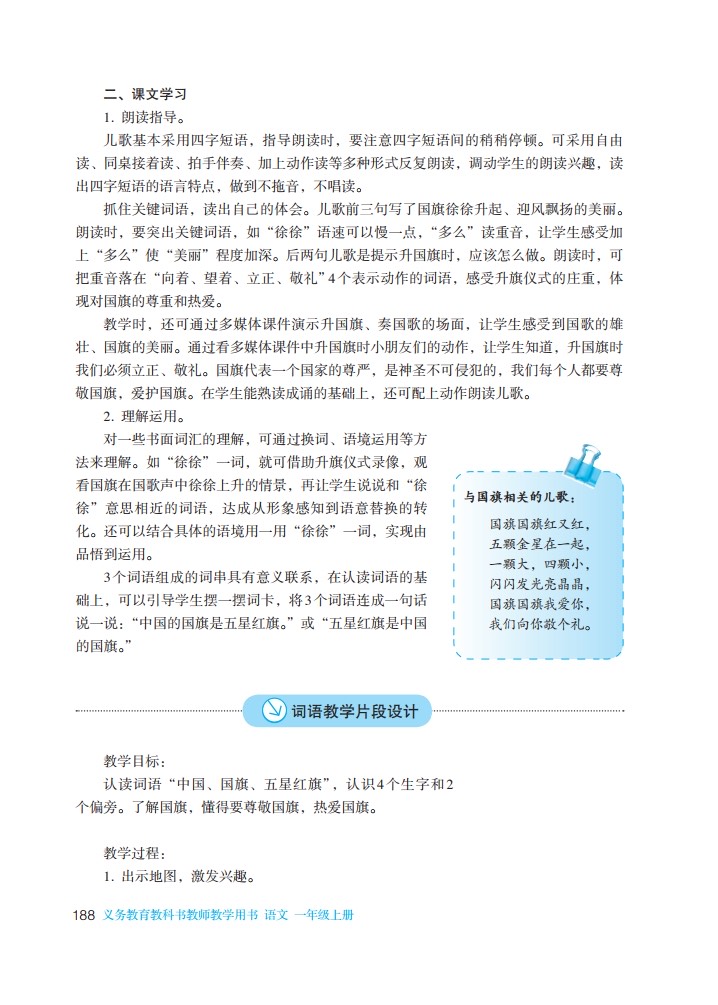 二、课文学习
1. 朗读指导。
儿歌基本采用四字短语，指导朗读时，要注意四字短语间的稍稍停顿。可采用自由
读、同桌接着读、拍手伴奏、加上动作读等多种形式反复朗读，调动学生的朗读兴趣，读
出四字短语的语言特点，做到不拖音，不唱读。
抓住关键词语，读出自己的体会。儿歌前三句写了国旗徐徐升起、迎风飘扬的美丽。
朗读时，要突出关键词语，如“徐徐”语速可以慢一点，“多么”读重音，让学生感受加
上“多么”使“美丽”程度加深。后两句儿歌是提示升国旗时，应该怎么做。朗读时，可
把重音落在“向着、望着、立正、敬礼”4个表示动作的词语，感受升旗仪式的庄重，体
现对国旗的尊重和热爱。
教学时，还可通过多媒体课件演示升国旗、奏国歌的场面，让学生感受到国歌的雄
壮、国旗的美丽。通过看多媒体课件中升国旗时小朋友们的动作，让学生知道，升国旗时
我们必须立正、敬礼。国旗代表一个国家的尊严，是神圣不可侵犯的，我们每个人都要尊
敬国旗，爱护国旗。在学生能熟读成诵的基础上，还可配上动作朗读儿歌。
2. 理解运用。
对一些书面词汇的理解，可通过换词、语境运用等方
法来理解。如“徐徐”一词，就可借助升旗仪式录像，观
看国旗在国歌声中徐徐上升的情景，再让学生说说和“徐
徐”意思相近的词语，达成从形象感知到语意替换的转
化。还可以结合具体的语境用一用“徐徐”一词，实现由
品悟到运用。
3个词语组成的词串具有意义联系，在认读词语的基
础上，可以引导学生摆一摆词卡，将3个词语连成一句话
说一说：“中国的国旗是五星红旗。”或“五星红旗是中国
的国旗。”
与国旗相关的儿歌：
国旗国旗红又红，
五颗金星在一起，
一颗大，四颗小，
闪闪发光亮晶晶，
国旗国旗我爱你，
我们向你敬个礼。
词语教学片段设计
教学目标：
认读词语“中国、国旗、五星红旗”，认识4个生字和2
个偏旁。了解国旗，懂得要尊敬国旗，热爱国旗。
教学过程：
1. 出示地图，激发兴趣。
188 义务教育教科书教师教学用书 语文 一年级上册